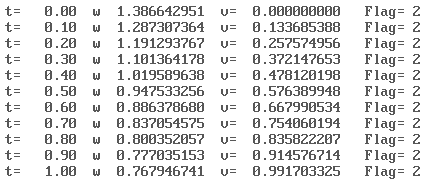 t=   0.00  w  1.386642951  v=  0.000000000   Flag= 2
t=   0.10  w  1.287307364  v=  0.133685388   Flag= 2
t=   0.20  w  1.191293767  v=  0.257574956   Flag= 2
t=   0.30  w  1.101364178  v=  0.372147653   Flag= 2
t=   0.40  w  1.019589638  v=  0.478120198   Flag= 2
t=   0.50  w  0.947533256  v=  0.576389948   Flag= 2
t=   0.60  w  0.886378680  v=  0.667990534   Flag= 2
t=   0.70  w  0.837054575  v=  0.754060194   Flag= 2
t=   0.80  w  0.800352057  v=  0.835822207   Flag= 2
t=   0.90  w  0.777035153  v=  0.914576714   Flag= 2
t=   1.00  w  0.767946741  v=  0.991703325   Flag= 2